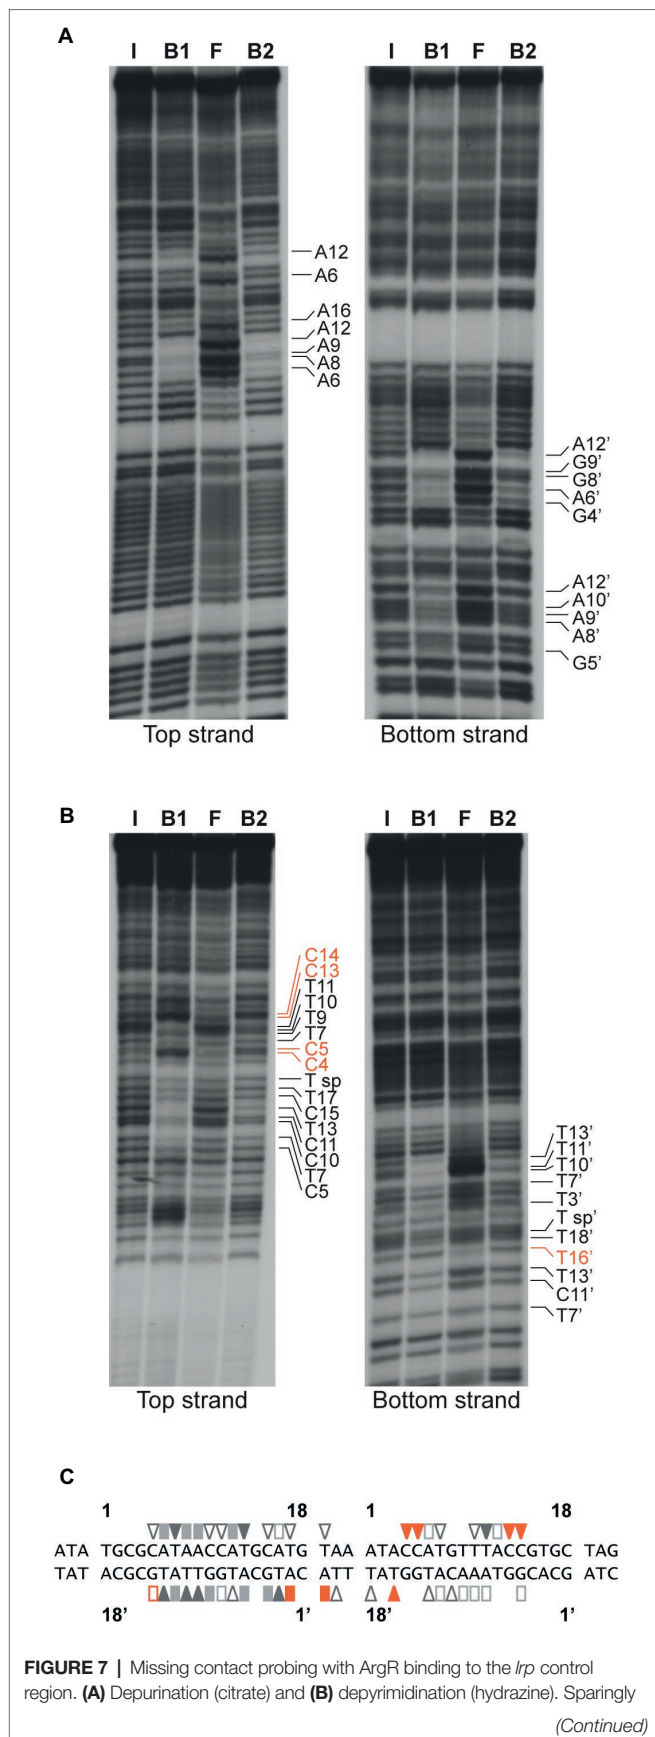 A
I B1 F B2
I B1 F B2
A12
A6
A16
A12
A9
A8
A6
A12’
G9’
G8’
A6’
G4’
A12’
A10’
A9’
A8’
G5’
Top strand
Bottom strand
B
I B1 F B2
I B1 F B2
C14
C13
T11
T10
T9
T7
C5
C4
T sp
T17
C15
T13
C11
C10
T7
C5
T13’
T11’
T10’
T7’
T3’
T sp’
T18’
T16’
T13’
C11’
T7’
Top strand
Bottom strand
C
1 18 1 18
ATA TGCGCATAACCATGCATG TAA ATACCATGTTTACCGTGC TAG
TAT ACGCGTATTGGTACGTAC ATT TATGGTACAAATGGCACG ATC
18’ 1’ 18’ 1’
FIGURE 7 | Missing contact probing with ArgR binding to the lrp control
region. (A) Depurination (citrate) and (B) depyrimidination (hydrazine). Sparingly
(Continued)